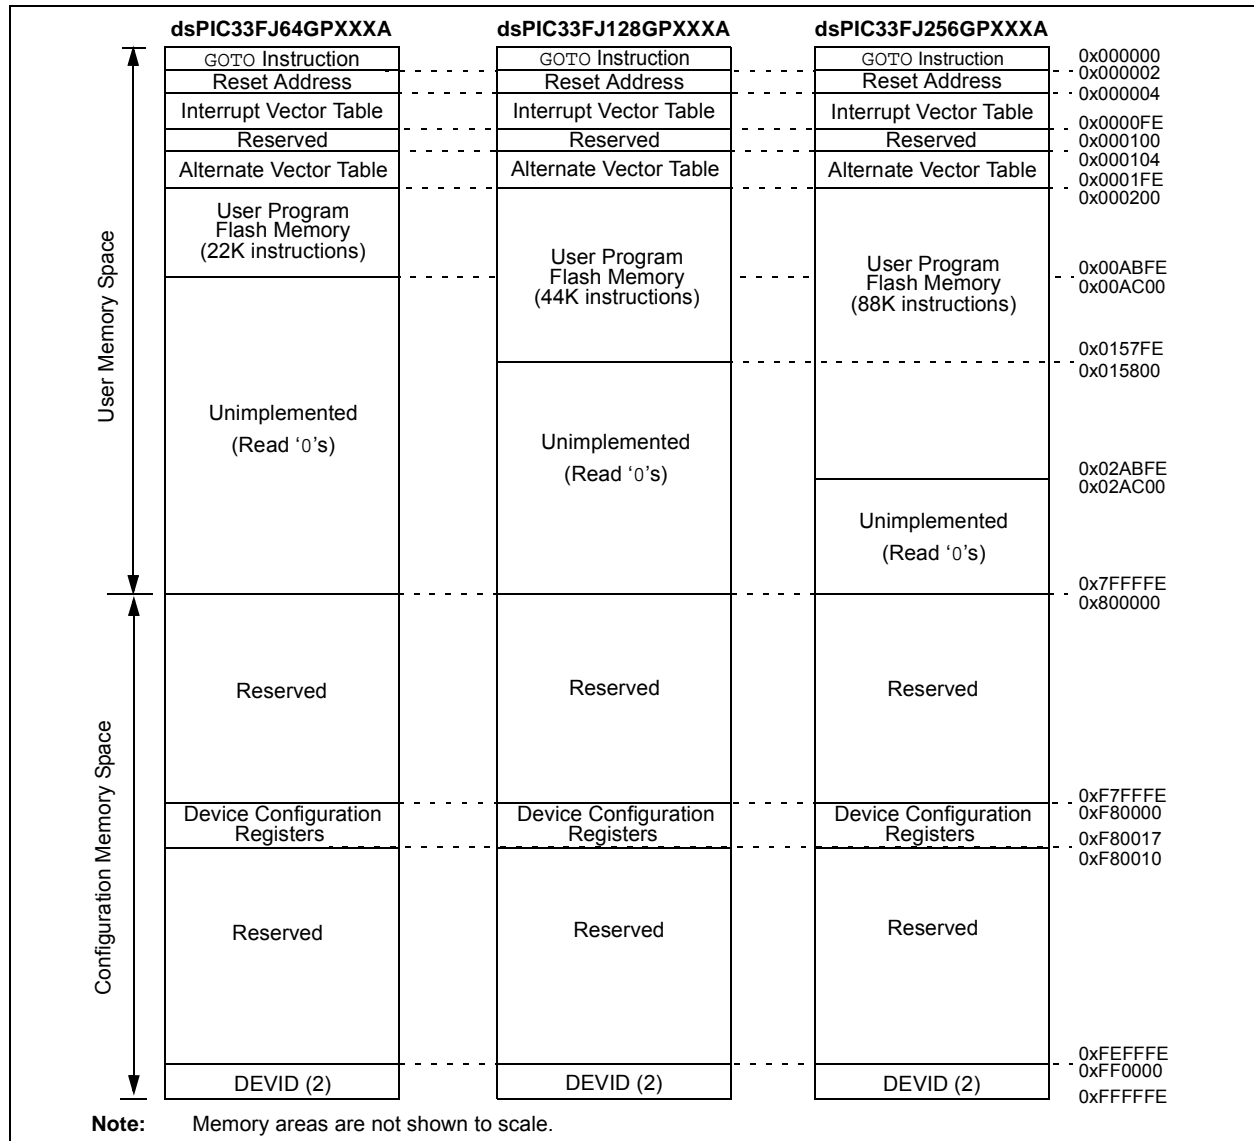 dsPIC33FJ64GPXXXA
GOTO Instruction
Reset Address
Interrupt Vector Table
Reserved
Alternate Vector Table
User Program
Flash Memory
(22K instructions)
Unimplemented
(Read ‘0’s)
Reserved
Device Configuration
Registers
Reserved
DEVID (2)
dsPIC33FJ128GPXXXA
GOTO Instruction
Reset Address
Interrupt Vector Table
Reserved
Alternate Vector Table
User Program
Flash Memory
(44K instructions)
Unimplemented
(Read ‘0’s)
Reserved
Device Configuration
Registers
Reserved
DEVID (2)
dsPIC33FJ256GPXXXA
GOTO Instruction
Reset Address
Interrupt Vector Table
Reserved
Alternate Vector Table
User Program
Flash Memory
(88K instructions)
Unimplemented
(Read ‘0’s)
Reserved
Device Configuration
Registers
Reserved
DEVID (2)
0x000000
0x000002
0x000004
0x0000FE
0x000100
0x000104
0x0001FE
0x000200
0x00ABFE
0x00AC00
0x0157FE
0x015800
0x02ABFE
0x02AC00
0x7FFFFE
0x800000
0xF7FFFE
0xF80000
0xF80017
0xF80010
0xFEFFFE
0xFF0000
0xFFFFFE
User Memory Space
Configuration Memory Space
Note: Memory areas are not shown to scale.